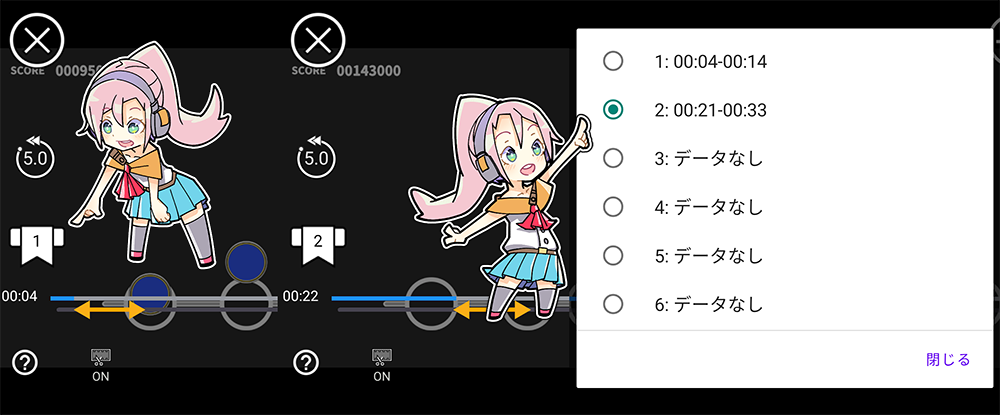 SCORE 000950
5.0
1
00:04
ON
SCORE 00143000
5.0
2
00:22
ON
1: 00:04-00:14
2: 00:21-00:33
3: データなし
4: データなし
5: データなし
6: データなし
閉じる